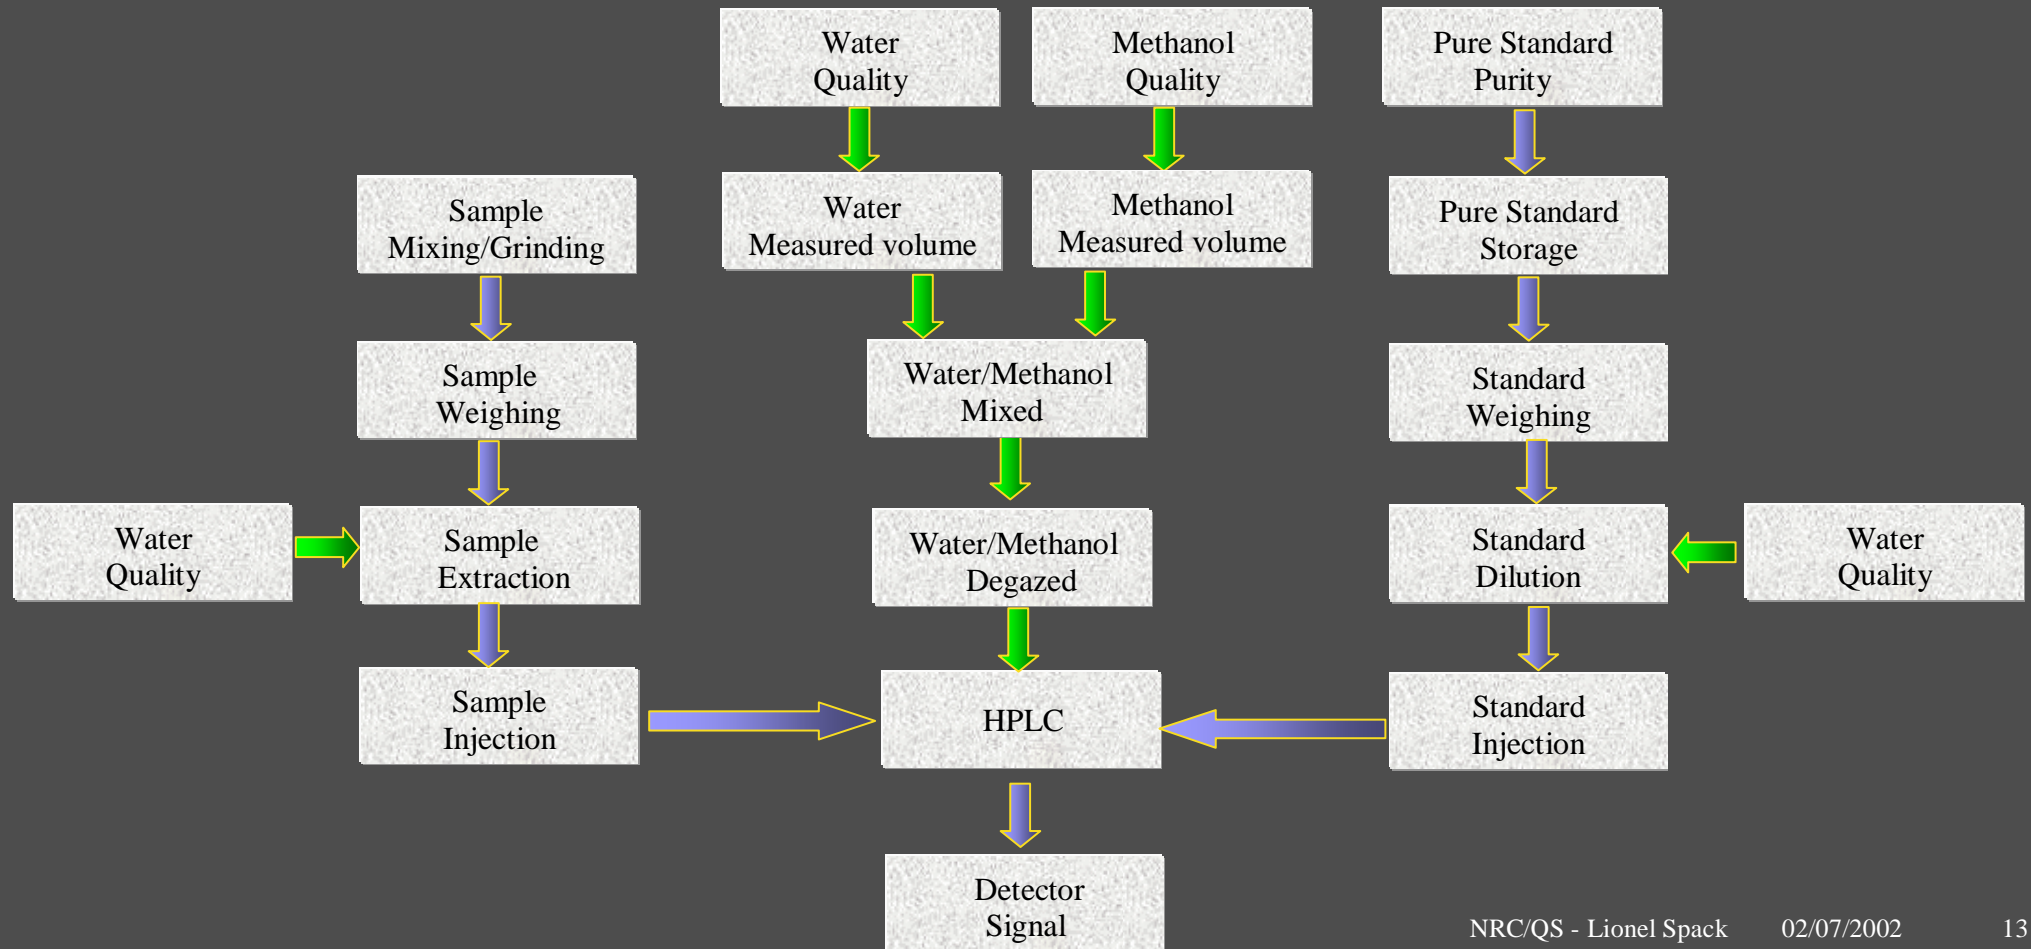 Water
Quality
Methanol
Quality
Pure Standard
Purity
Sample
Mixing/Grinding
Water
Measured volume
Methanol
Measured volume
Pure Standard
Storage
Sample
Weighing
Water/Methanol
Mixed
Standard
Weighing
Water
Quality
Sample
Extraction
Water/Methanol
Degazed
Standard
Dilution
Water
Quality
Sample
Injection
HPLC
Standard
Injection
Detector
Signal
NRC/QS - Lionel Spack 02/07/2002 13